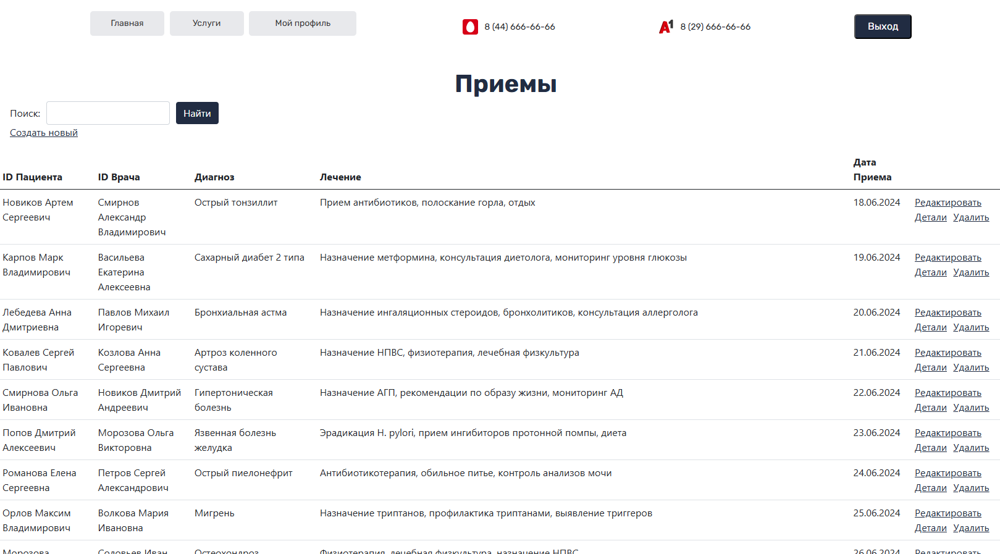 Главная Услуги Мой профиль 8 (44) 666-66-66 A1 8 (29) 666-66-66 Выход
Приемы
Поиск: Найти
Создать новый
ID Пациента ID Врача Диагноз Лечение Дата Приема
Новиков Артем Сергеевич Смирнов Александр Владимирович Острый тонзиллит Прием антибиотиков, полоскание горла, отдых 18.06.2024 Редактировать Детали Удалить
Карпов Марк Владимирович Васильева Екатерина Алексеевна Сахарный диабет 2 типа Назначение метформина, консультация диетолога, мониторинг уровня глюкозы 19.06.2024 Редактировать Детали Удалить
Лебедева Анна Дмитриевна Павлов Михаил Игоревич Бронхиальная астма Назначение ингаляционных стероидов, бронхолитиков, консультация аллерголога 20.06.2024 Редактировать Детали Удалить
Ковалев Сергей Павлович Козлова Анна Сергеевна Артроз коленного сустава Назначение НПВС, физиотерапия, лечебная физкультура 21.06.2024 Редактировать Детали Удалить
Смирнова Ольга Ивановна Новиков Дмитрий Андреевич Гипертоническая болезнь Назначение АГП, рекомендации по образу жизни, мониторинг АД 22.06.2024 Редактировать Детали Удалить
Попов Дмитрий Алексеевич Морозова Ольга Викторовна Язвенная болезнь желудка Эрадикация H. pylori, прием ингибиторов протонной помпы, диета 23.06.2024 Редактировать Детали Удалить
Романова Елена Сергеевна Петров Сергей Александрович Острый пиелонефрит Антибиотикотерапия, обильное питье, контроль анализов мочи 24.06.2024 Редактировать Детали Удалить
Орлов Максим Владимирович Волкова Мария Ивановна Мигрень Назначение триптанов, профилактика триптанами, выявление триггеров 25.06.2024 Редактировать Детали Удалить
Морозова Соловьев Иван Остеохондроз Физиотерапия, лечебная физкультура, назначение НПВС 26.06.2024 Редактировать